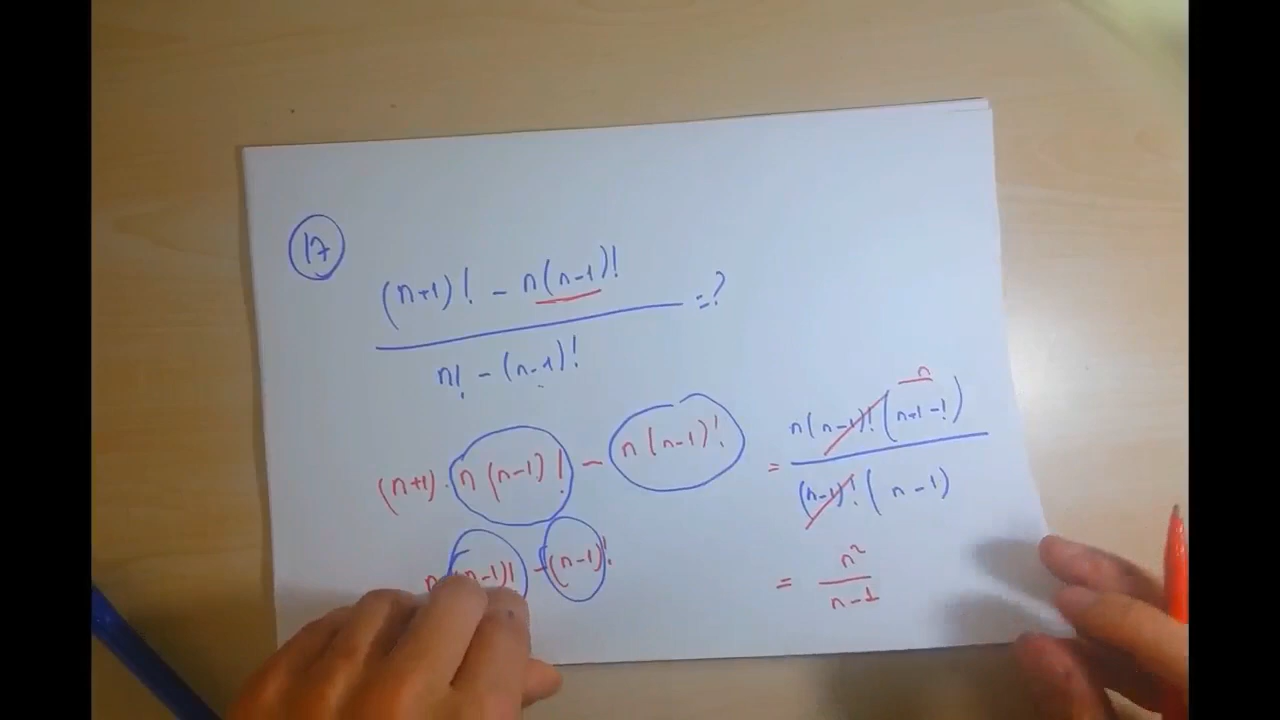 17
(n+1)! - n(n-1)!
= ?
n! - (n-1)!
(n+1) . n(n-1)! - n(n-1)!
n (n-1)! - (n-1)!
n
n(n-1)! (n+1-1)
=
(n-1)! (n-1)
n²
=
n-1